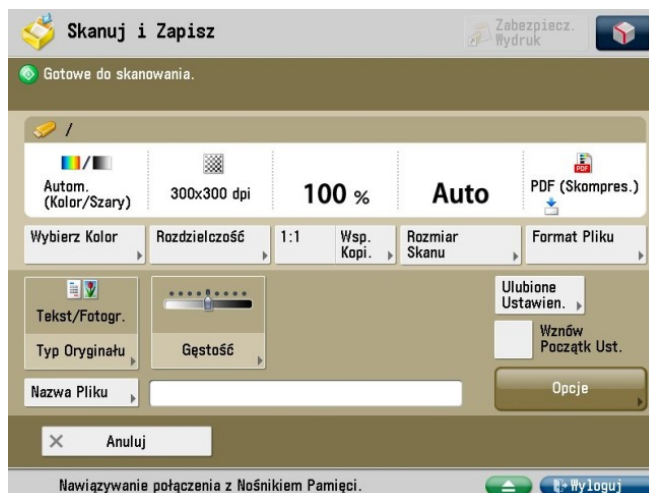 Skanuj i Zapisz
Zabezpiecz.
Wydruk
Gotowe do skanowania.
/
Autom.
(Kolor/Szary)
300x300 dpi
100 %
Auto
PDF
PDF (Skompres.)
Wybierz Kolor
Rozdzielczość
1:1
Wsp.
Kopi.
Rozmiar
Skanu
Format Pliku
Tekst/Fotogr.
Typ Oryginału
Gęstość
Ulubione
Ustawien.
Wznów
Początk Ust.
Nazwa Pliku
Opcje
Anuluj
Nawiązywanie połączenia z Nośnikiem Pamięci.
Wyloguj